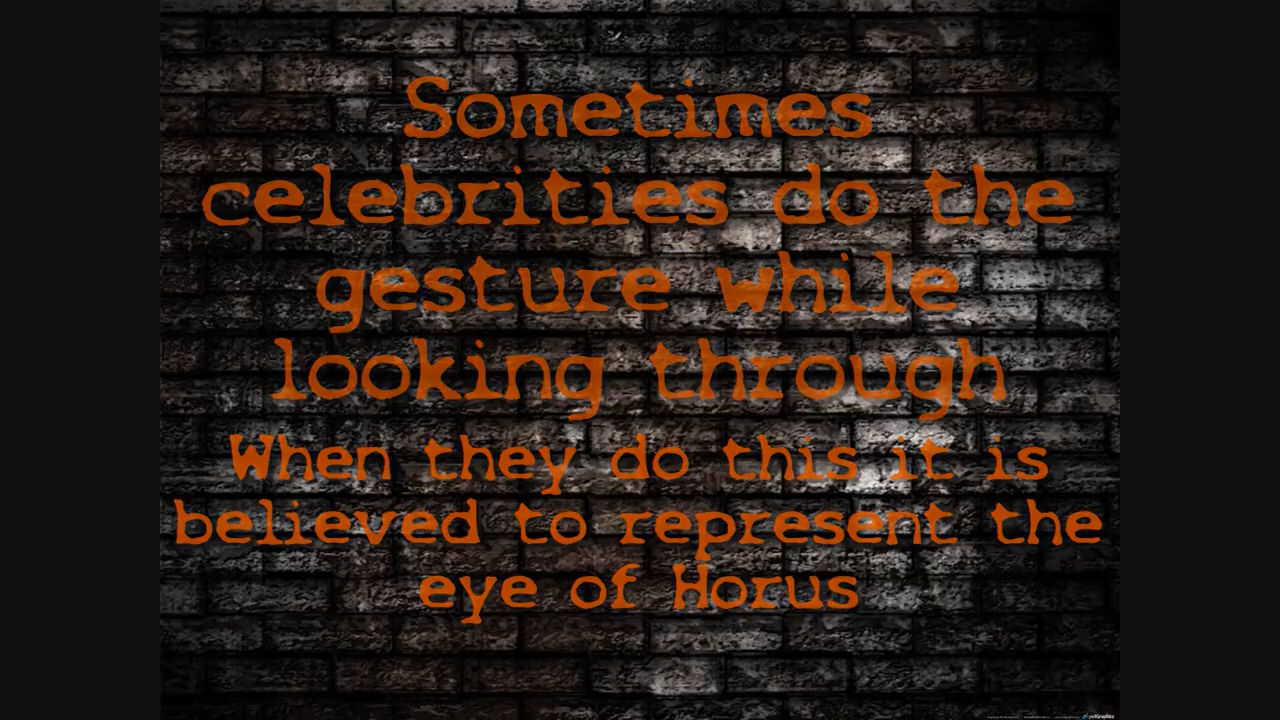 Sometimes
celebrities do the
gesture while
looking through
When they do this it is
believed to represent the
eye of Horus